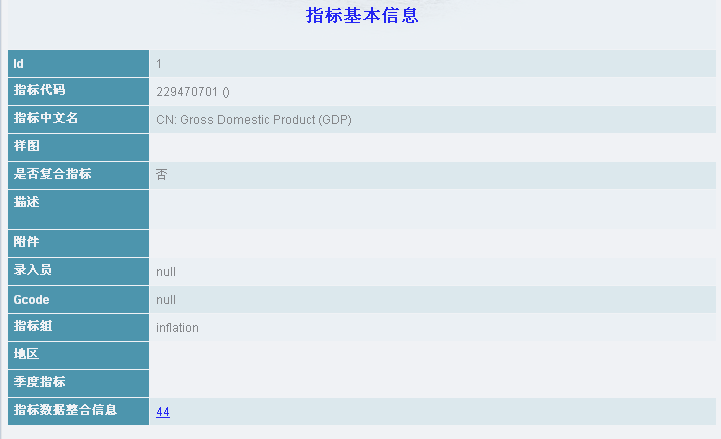 指标基本信息
Id 1
指标代码 229470701 ()
指标中文名 CN: Gross Domestic Product (GDP)
样图
是否复合指标 否
描述
附件
录入员 null
Gcode null
指标組 inflation
地区
季度指标
指标数据整合信息 44